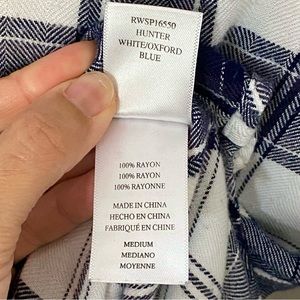 RWSP16550
HUNTER
WHITE/OXFORD
BLUE
100% RAYON
100% RAYON
100% RAYONNE
MADE IN CHINA
HECHO EN CHINA
FABRIQUÉ EN CHINE
MEDIUM
MEDIANO
MOYENNE